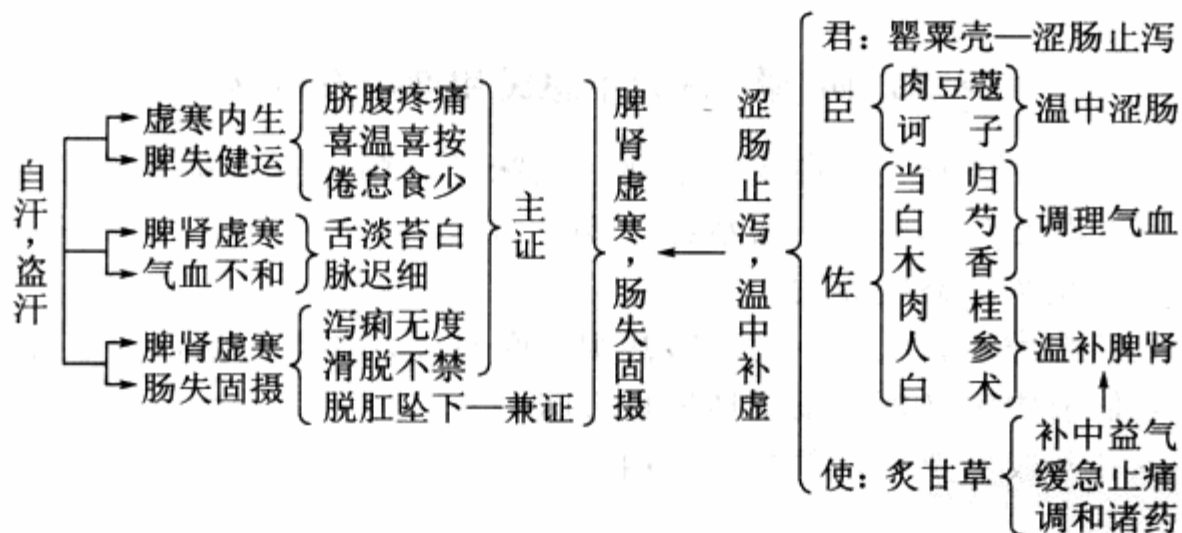 自汗，盗汗
虚寒内生
脾失健运
脾肾虚寒
气血不和
脾肾虚寒
肠失固摄
脐腹疼痛
喜温喜按
倦怠食少
舌淡苔白
脉迟细
泻痢无度
滑脱不禁
脱肛坠下—兼证
主证
脾肾虚寒，肠失固摄
涩肠止泻，温中补虚
君：罂粟壳—涩肠止泻
臣
肉豆蔻
诃子
温中涩肠
佐
当归
白芍
木香
调理气血
肉桂
人参
白术
温补脾肾
使：炙甘草
补中益气
缓急止痛
调和诸药